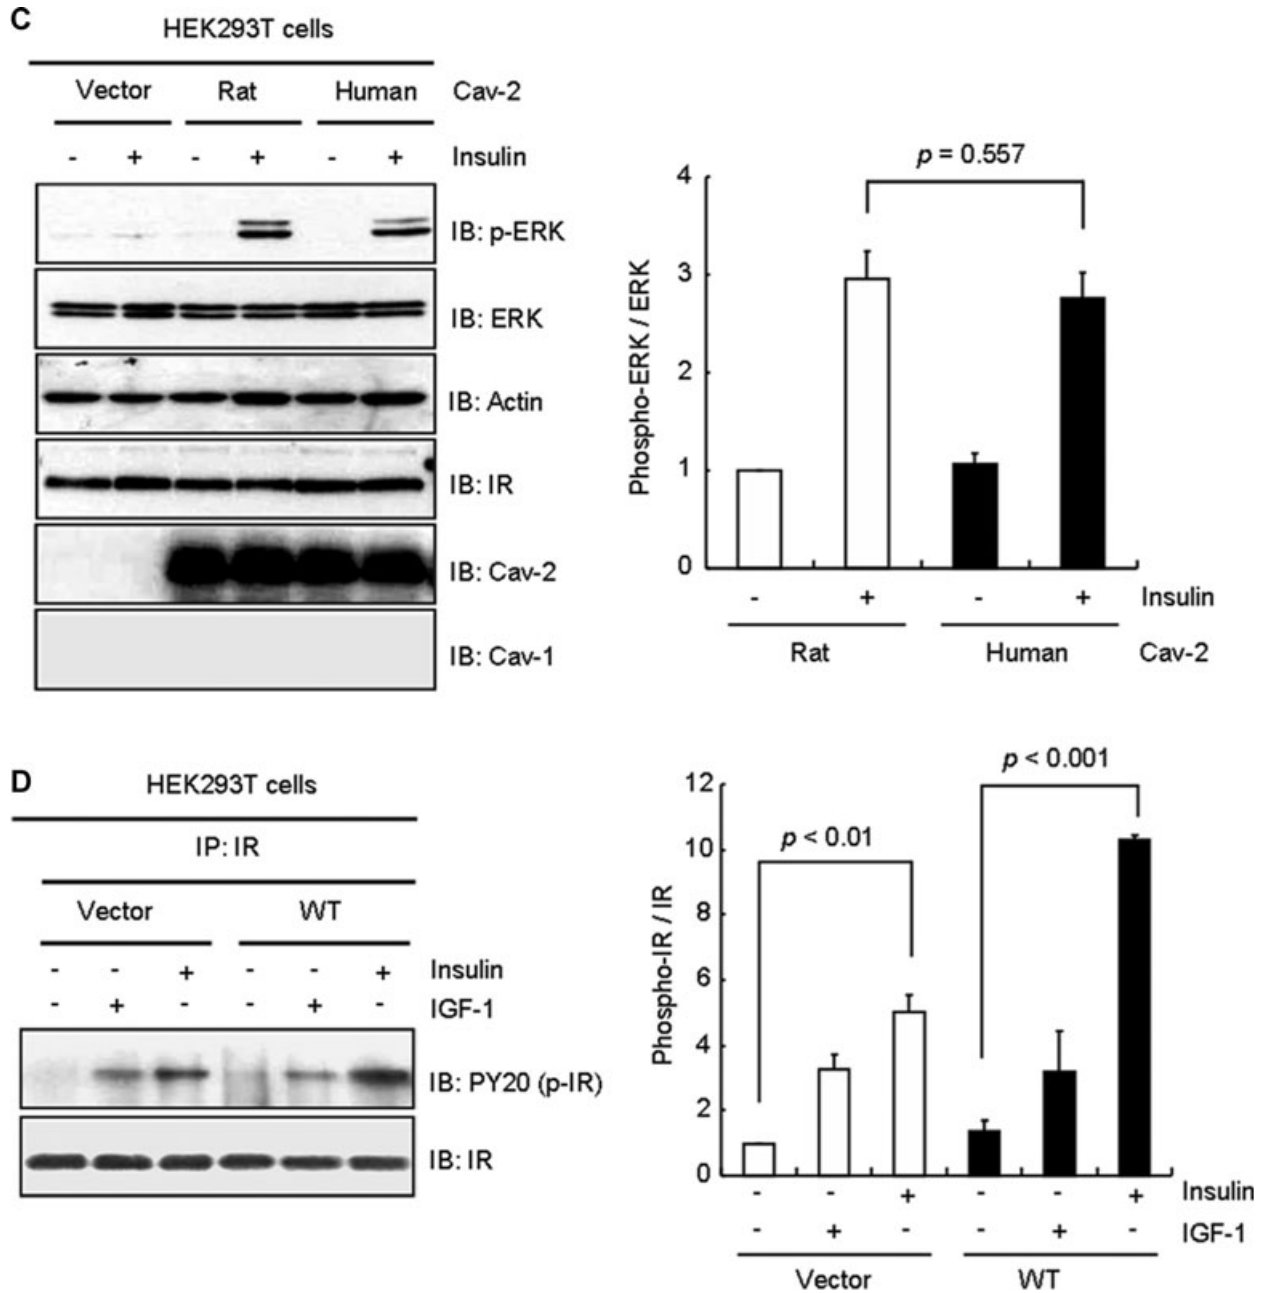 C
HEK293T cells
Vector Rat Human Cav-2
- + - + - + Insulin
IB: p-ERK
IB: ERK
IB: Actin
IB: IR
IB: Cav-2
IB: Cav-1
p = 0.557
Phospho-ERK / ERK
4
3
2
1
0
- + - + Insulin
Rat Human Cav-2
D
HEK293T cells
IP: IR
Vector WT
- - + - - + Insulin
- + - - + - IGF-1
IB: PY20 (p-IR)
IB: IR
p < 0.001
p < 0.01
Phospho-IR / IR
12
10
8
6
4
2
0
- - + - - + Insulin
- + - - + - IGF-1
Vector WT